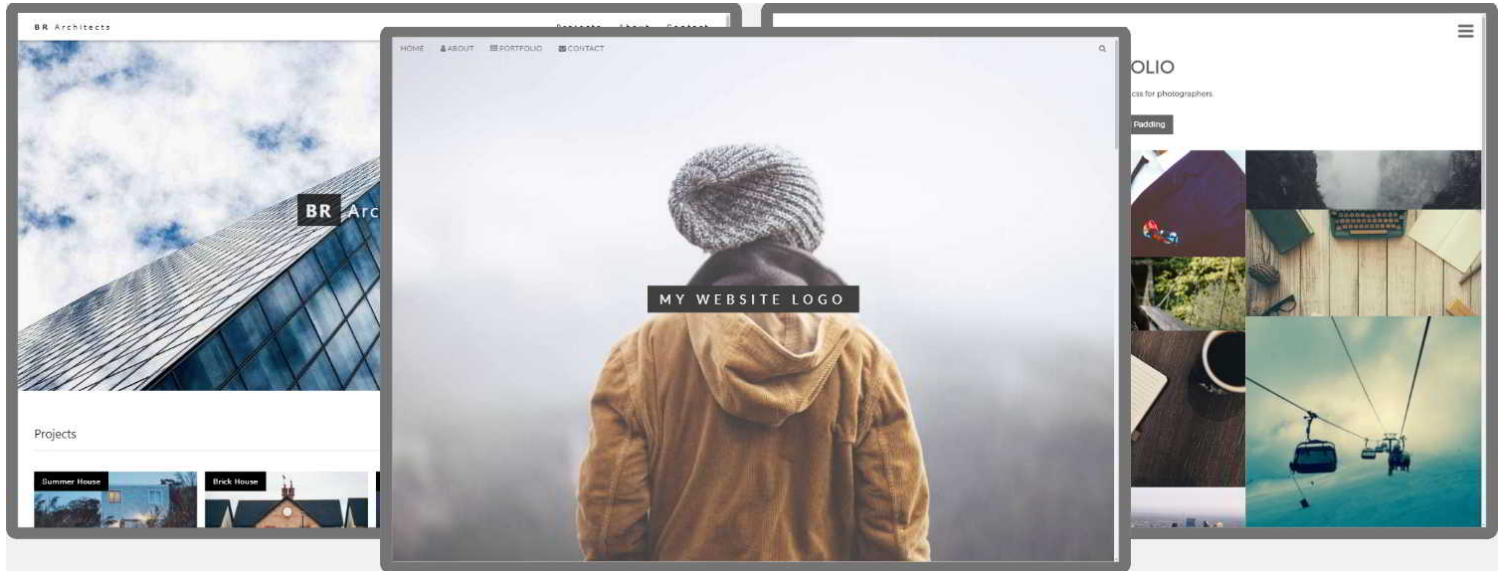 BR Architects
Projects About Contact
BR Arc
Projects
Summer House
Brick House
HOME ABOUT PORTFOLIO CONTACT
MY WEBSITE LOGO
OLIO
css for photographers.
Padding